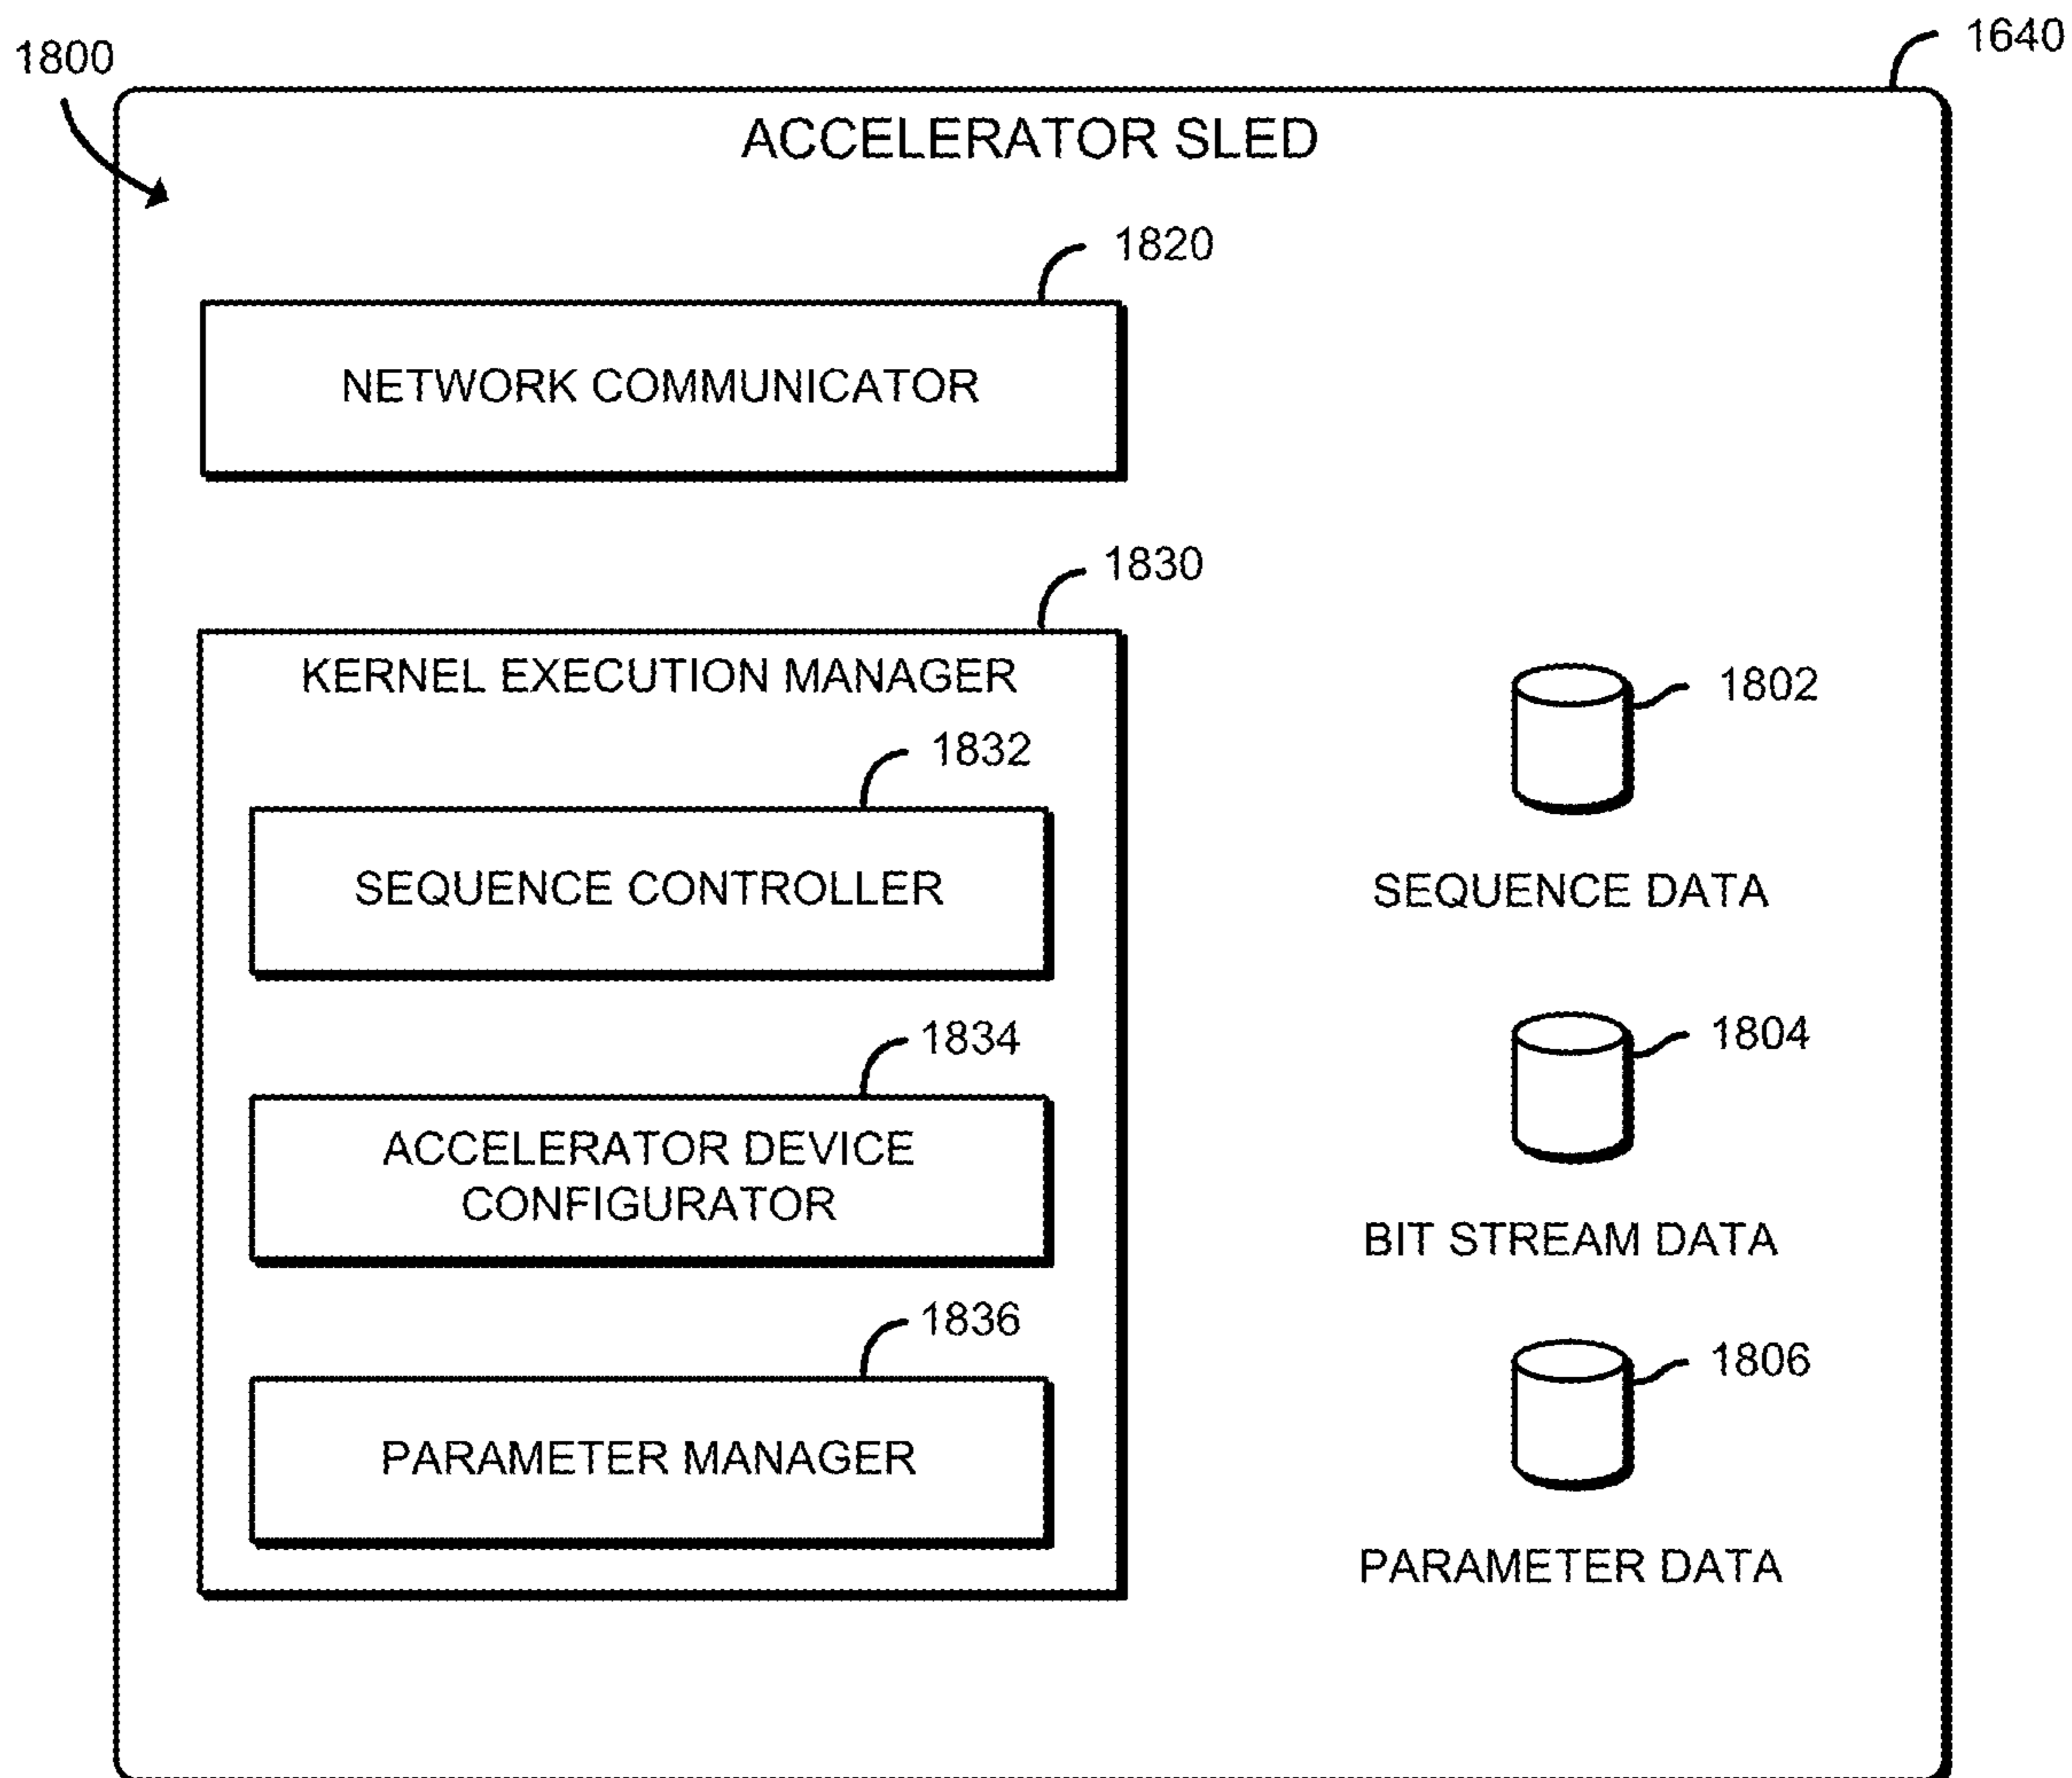 1640
1800
ACCELERATOR SLED
1820
NETWORK COMMUNICATOR
1830
KERNEL EXECUTION MANAGER
1832
SEQUENCE CONTROLLER
1834
ACCELERATOR DEVICE
CONFIGURATOR
1836
PARAMETER MANAGER
1802
SEQUENCE DATA
1804
BIT STREAM DATA
1806
PARAMETER DATA